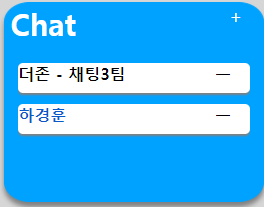 Chat +
더존 - 채팅3팀 —
하경훈 —